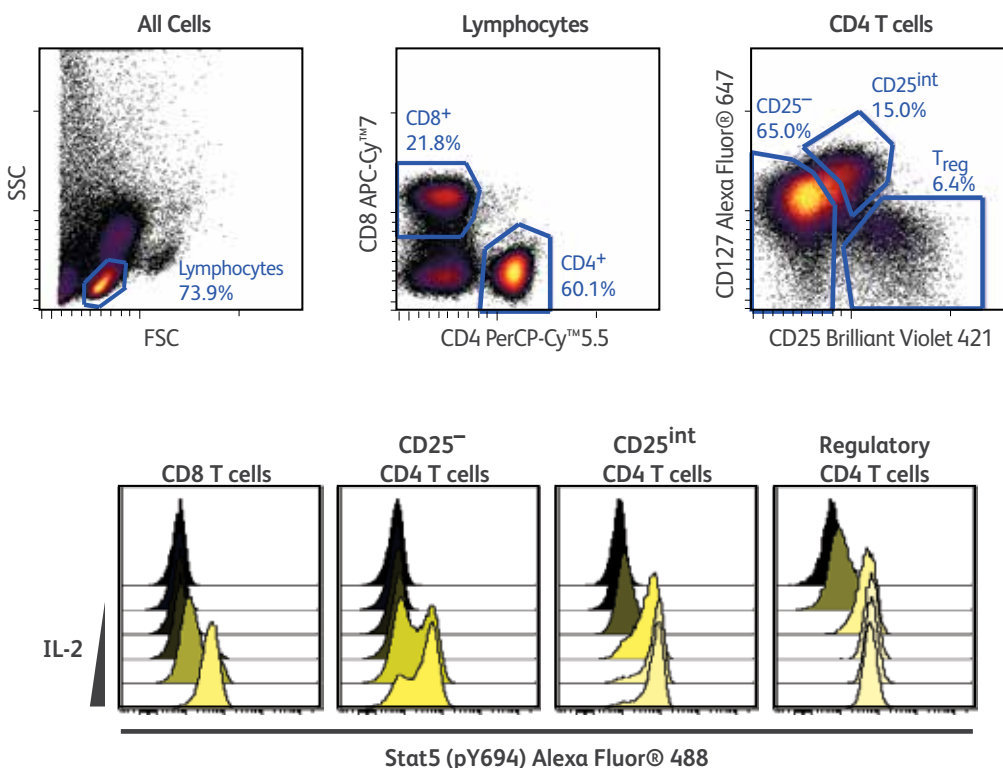 All Cells
SSC
Lymphocytes
73.9%
FSC
Lymphocytes
CD8 APC-Cy™7
CD8+
21.8%
CD4+
60.1%
CD4 PerCP-Cy™5.5
CD4 T cells
CD127 Alexa Fluor® 647
CD25–
65.0%
CD25int
15.0%
Treg
6.4%
CD25 Brilliant Violet 421
CD8 T cells
CD25–
CD4 T cells
CD25int
CD4 T cells
Regulatory
CD4 T cells
IL-2
Stat5 (pY694) Alexa Fluor® 488